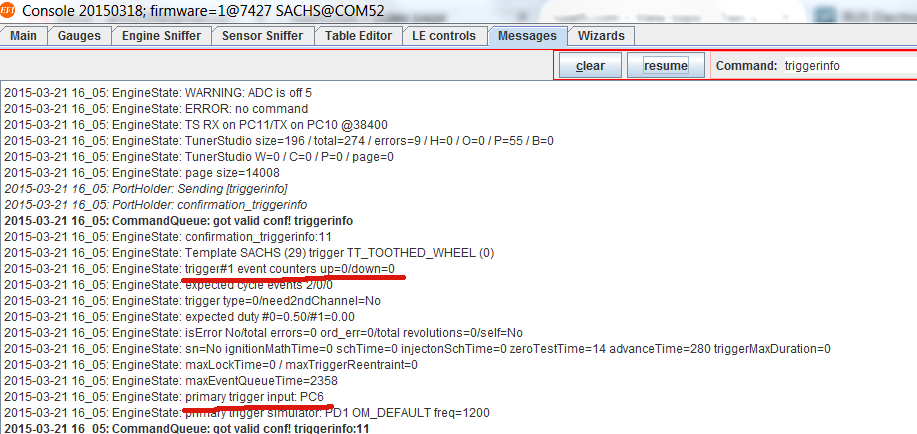 EFI Console 20150318; firmware=1@7427 SACHS@COM52
Main Gauges Engine Sniffer Sensor Sniffer Table Editor LE controls Messages Wizards
clear resume Command: triggerinfo
2015-03-21 16_05: EngineState: WARNING: ADC is off 5
2015-03-21 16_05: EngineState: ERROR: no command
2015-03-21 16_05: EngineState: TS RX on PC11/TX on PC10 @38400
2015-03-21 16_05: EngineState: TunerStudio size=196 / total=274 / errors=9 / H=0 / O=0 / P=55 / B=0
2015-03-21 16_05: EngineState: TunerStudio W=0 / C=0 / P=0 / page=0
2015-03-21 16_05: EngineState: page size=14008
2015-03-21 16_05: PortHolder: Sending [triggerinfo]
2015-03-21 16_05: PortHolder: confirmation_triggerinfo
2015-03-21 16_05: CommandQueue: got valid conf! triggerinfo
2015-03-21 16_05: EngineState: confirmation_triggerinfo:11
2015-03-21 16_05: EngineState: Template SACHS (29) trigger TT_TOOTHED_WHEEL (0)
2015-03-21 16_05: EngineState: trigger#1 event counters up=0/down=0
2015-03-21 16_05: EngineState: expected cycle events 2/0/0
2015-03-21 16_05: EngineState: trigger type=0/need2ndChannel=No
2015-03-21 16_05: EngineState: expected duty #0=0.50/#1=0.00
2015-03-21 16_05: EngineState: isError No/total errors=0 ord_err=0/total revolutions=0/self=No
2015-03-21 16_05: EngineState: sn=No ignitionMathTime=0 schTime=0 injectonSchTime=0 zeroTestTime=14 advanceTime=280 triggerMaxDuration=0
2015-03-21 16_05: EngineState: maxLockTime=0 / maxTriggerReentraint=0
2015-03-21 16_05: EngineState: maxEventQueueTime=2358
2015-03-21 16_05: EngineState: primary trigger input: PC6
2015-03-21 16_05: EngineState: primary trigger simulator: PD1 OM_DEFAULT freq=1200
2015-03-21 16_05: CommandQueue: got valid conf! triggerinfo:11